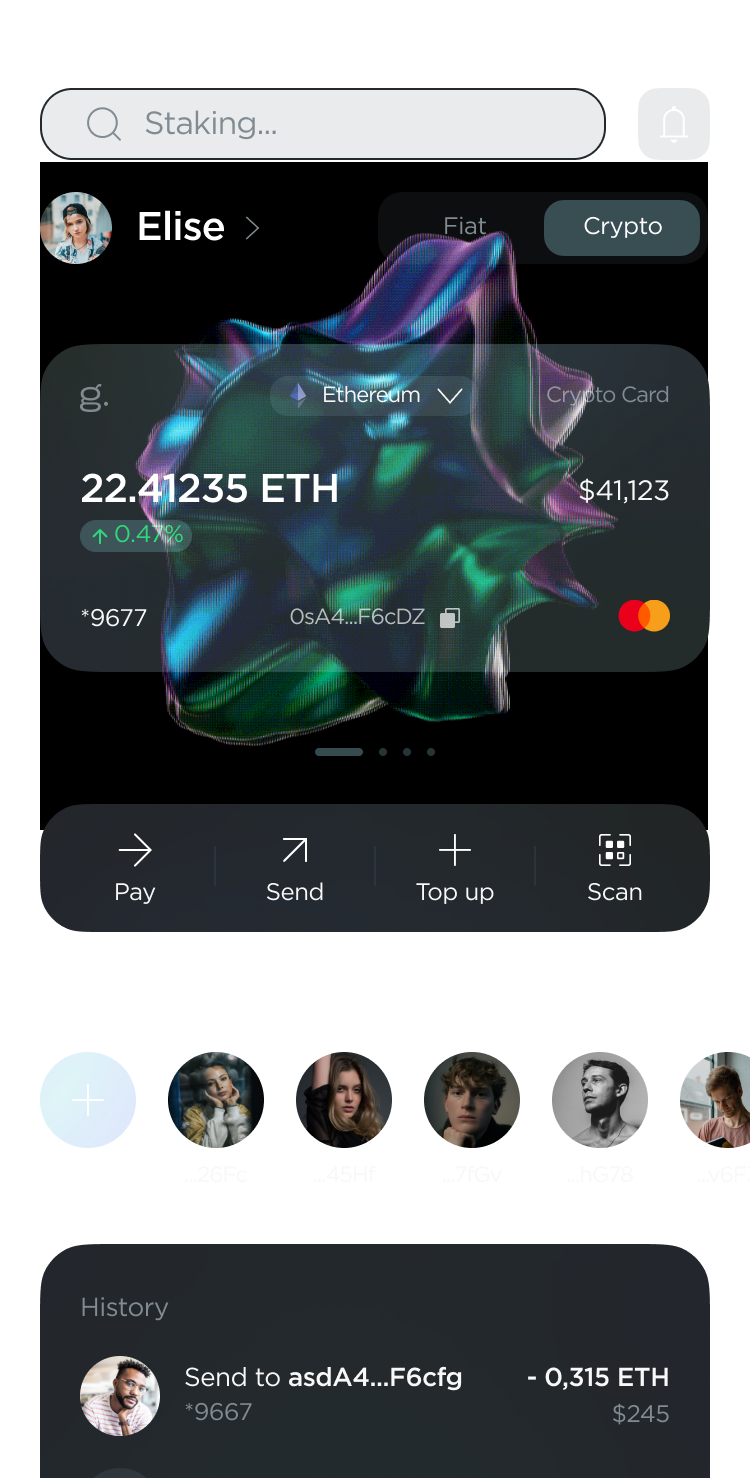 Staking...
Elise
Fiat
Crypto
g.
Ethereum
Crypto Card
22.41235 ETH
$41,123
0.47%
*9677
0sA4...F6cDZ
Pay
Send
Top up
Scan
...26Fc
...45Hf
...7fGv
...hG78
History
Send to asdA4...F6cfg
- 0,315 ETH
*9667
$245